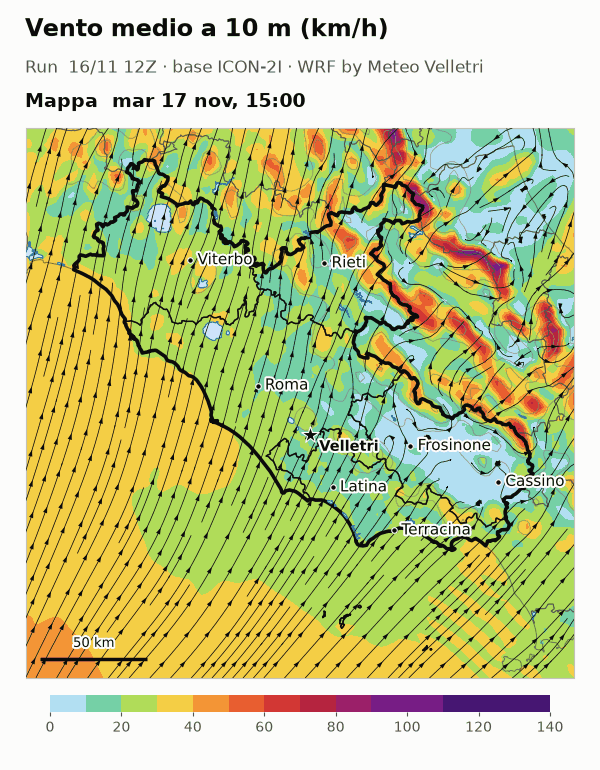 Vento medio a 10 m (km/h)
Run 16/11 12Z · base ICON-2I · WRF by Meteo Velletri
Mappa mar 17 nov, 15:00
Viterbo
Rieti
Roma
Velletri
Frosinone
Cassino
Latina
Terracina
50 km
0 20 40 60 80 100 120 140